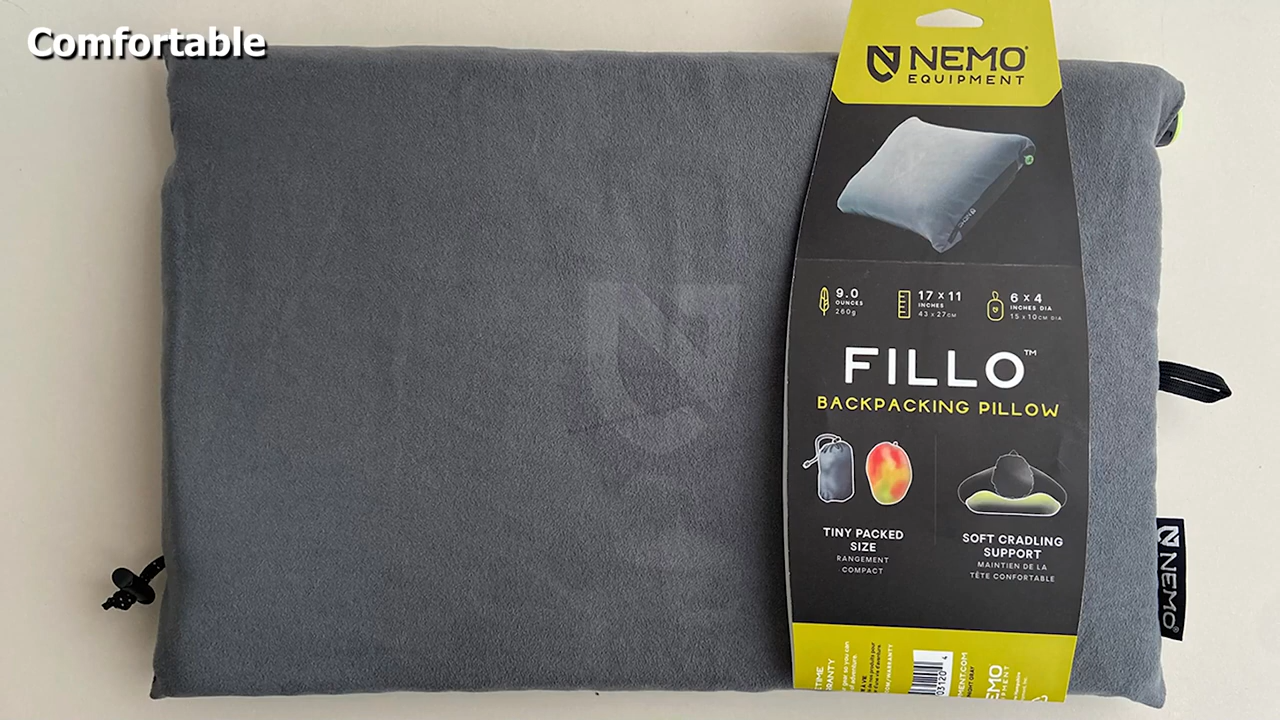 Comfortable
NEMO
EQUIPMENT
9.0
OUNCES
260g
17 x 11
INCHES
43 x 27CM
6 x 4
INCHES DIA
15 x 10CM DIA
FILLO™
BACKPACKING PILLOW
TINY PACKED
SIZE
RANGEMENT
COMPACT
SOFT CRADLING
SUPPORT
MAINTIEN DE LA
TÊTE CONFORTABLE
NEMO®